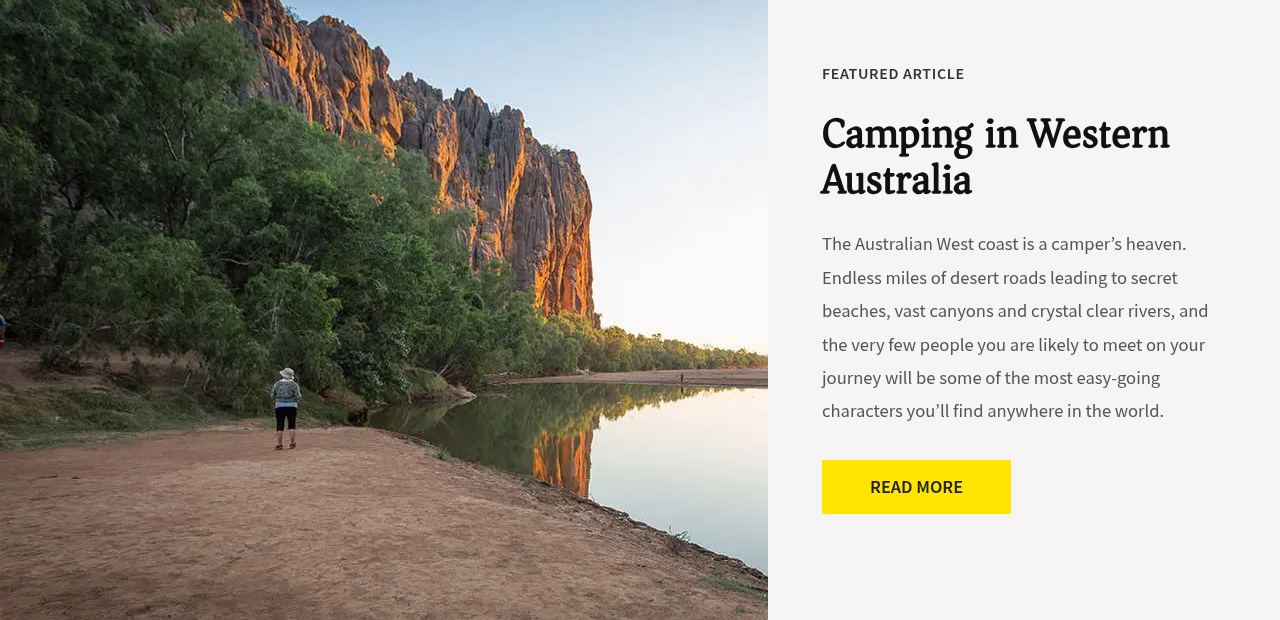 FEATURED ARTICLE
Camping in Western
Australia
The Australian West coast is a camper’s heaven.
Endless miles of desert roads leading to secret
beaches, vast canyons and crystal clear rivers, and
the very few people you are likely to meet on your
journey will be some of the most easy-going
characters you’ll find anywhere in the world.
READ MORE